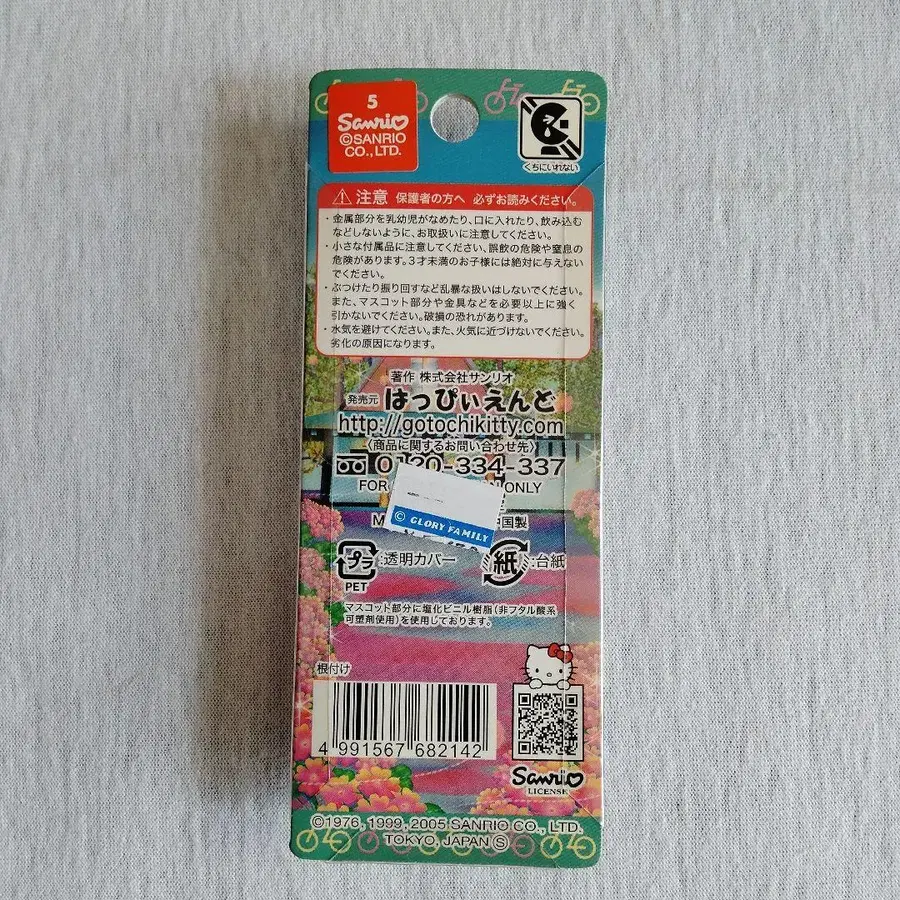 5
Sanrio
©SANRIO
CO., LTD.
くちにいれない
注意 保護者の方へ 必ずお読みください。
・金属部分を乳幼児がなめたり、口に入れたり、飲み込む
などしないように、お取扱いに注意してください。
・小さな付属品に注意してください、誤飲の危険や窒息の
危険があります。3才未満のお子様には絶対に与えない
でください。
・ぶつけたり振り回すなど乱暴な扱いはしないでください。
また、マスコット部分や金具などを必要以上に強く
引かないでください。破損の恐れがあります。
・水気を避けてください。また、火気に近づけないでください。
劣化の原因になります。
著作 株式会社サンリオ
発売元 はっぴぃえんど
http://gotochikitty.com
〈商品に関するお問い合わせ先〉
0120-334-337
FOR ONLY
© GLORY FAMILY
国製
プラ :透明カバー 紙 :台紙
PET
マスコット部分に塩化ビニル樹脂(非フタル酸系
可塑剤使用)を使用しております。
根付け
4 991567 682142
Sanrio
LICENSE
©1976, 1999, 2005 SANRIO CO., LTD.
TOKYO, JAPAN Ⓢ